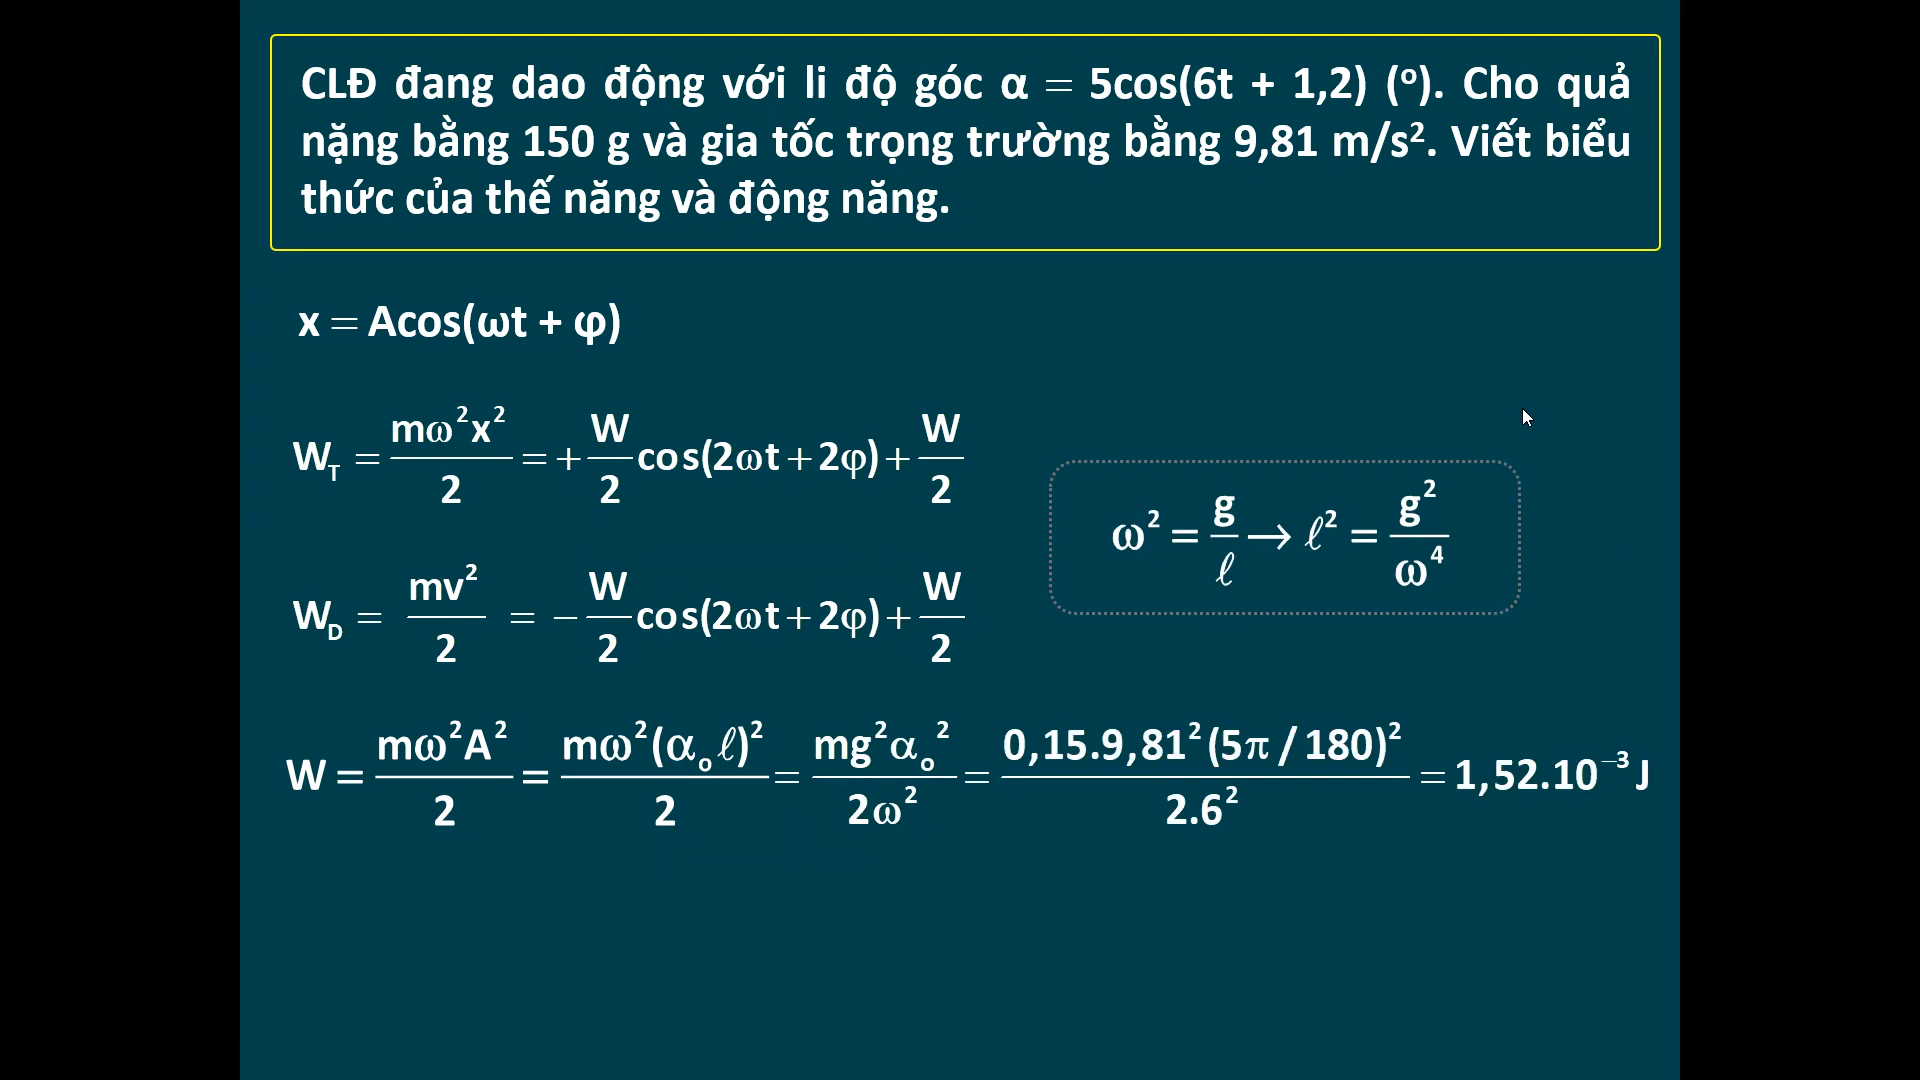 CLĐ đang dao động với li độ góc α = 5cos(6t + 1,2) (º). Cho quả
nặng bằng 150 g và gia tốc trọng trường bằng 9,81 m/s². Viết biểu
thức của thế năng và động năng.
x = Acos(ωt + φ)
W_T = mω²x²/2 = +W/2 cos(2ωt + 2φ) + W/2
ω² = g/ℓ → ℓ² = g²/ω⁴
W_D = mv²/2 = −W/2 cos(2ωt + 2φ) + W/2
W = mω²A²/2 = mω²(α₀ℓ)²/2 = mg²α₀²/2ω² = 0,15.9,81²(5π/180)²/2.6² = 1,52.10⁻³ J